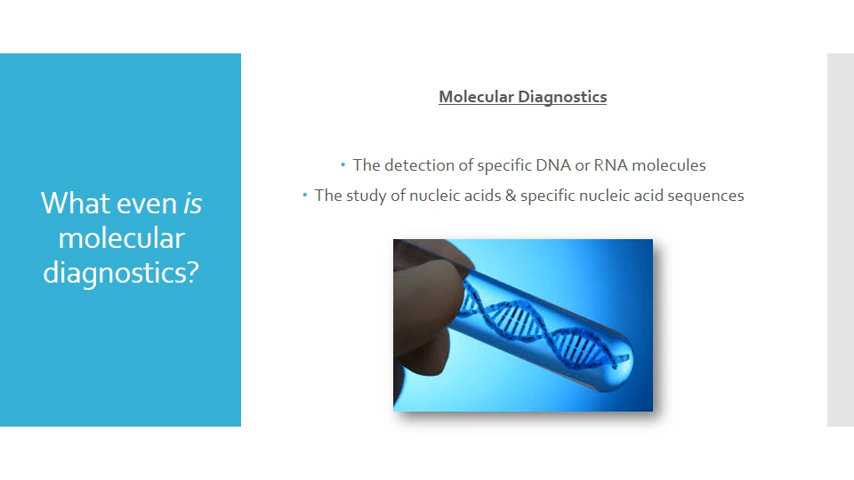 What even is
molecular
diagnostics?
Molecular Diagnostics
• The detection of specific DNA or RNA molecules
• The study of nucleic acids & specific nucleic acid sequences